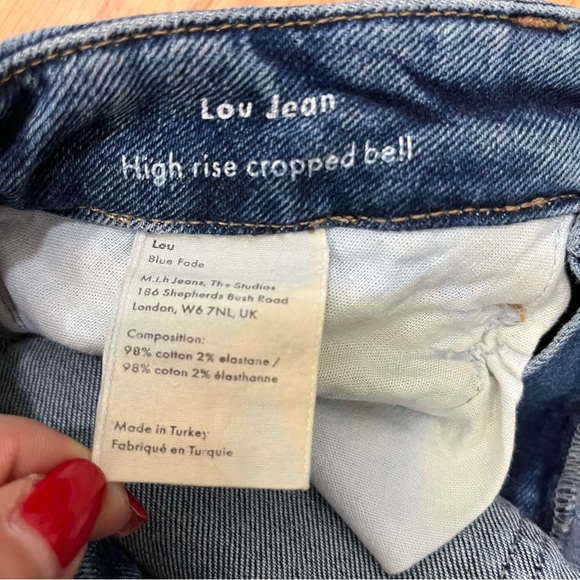 Lou Jean
High rise cropped bell
Lou
Blue Fade
M.i.h Jeans, The Studios
186 Shepherds Bush Road
London, W6 7NL, UK
Composition:
98% cotton 2% elastane /
98% coton 2% élasthanne
Made in Turkey
Fabriqué en Turquie